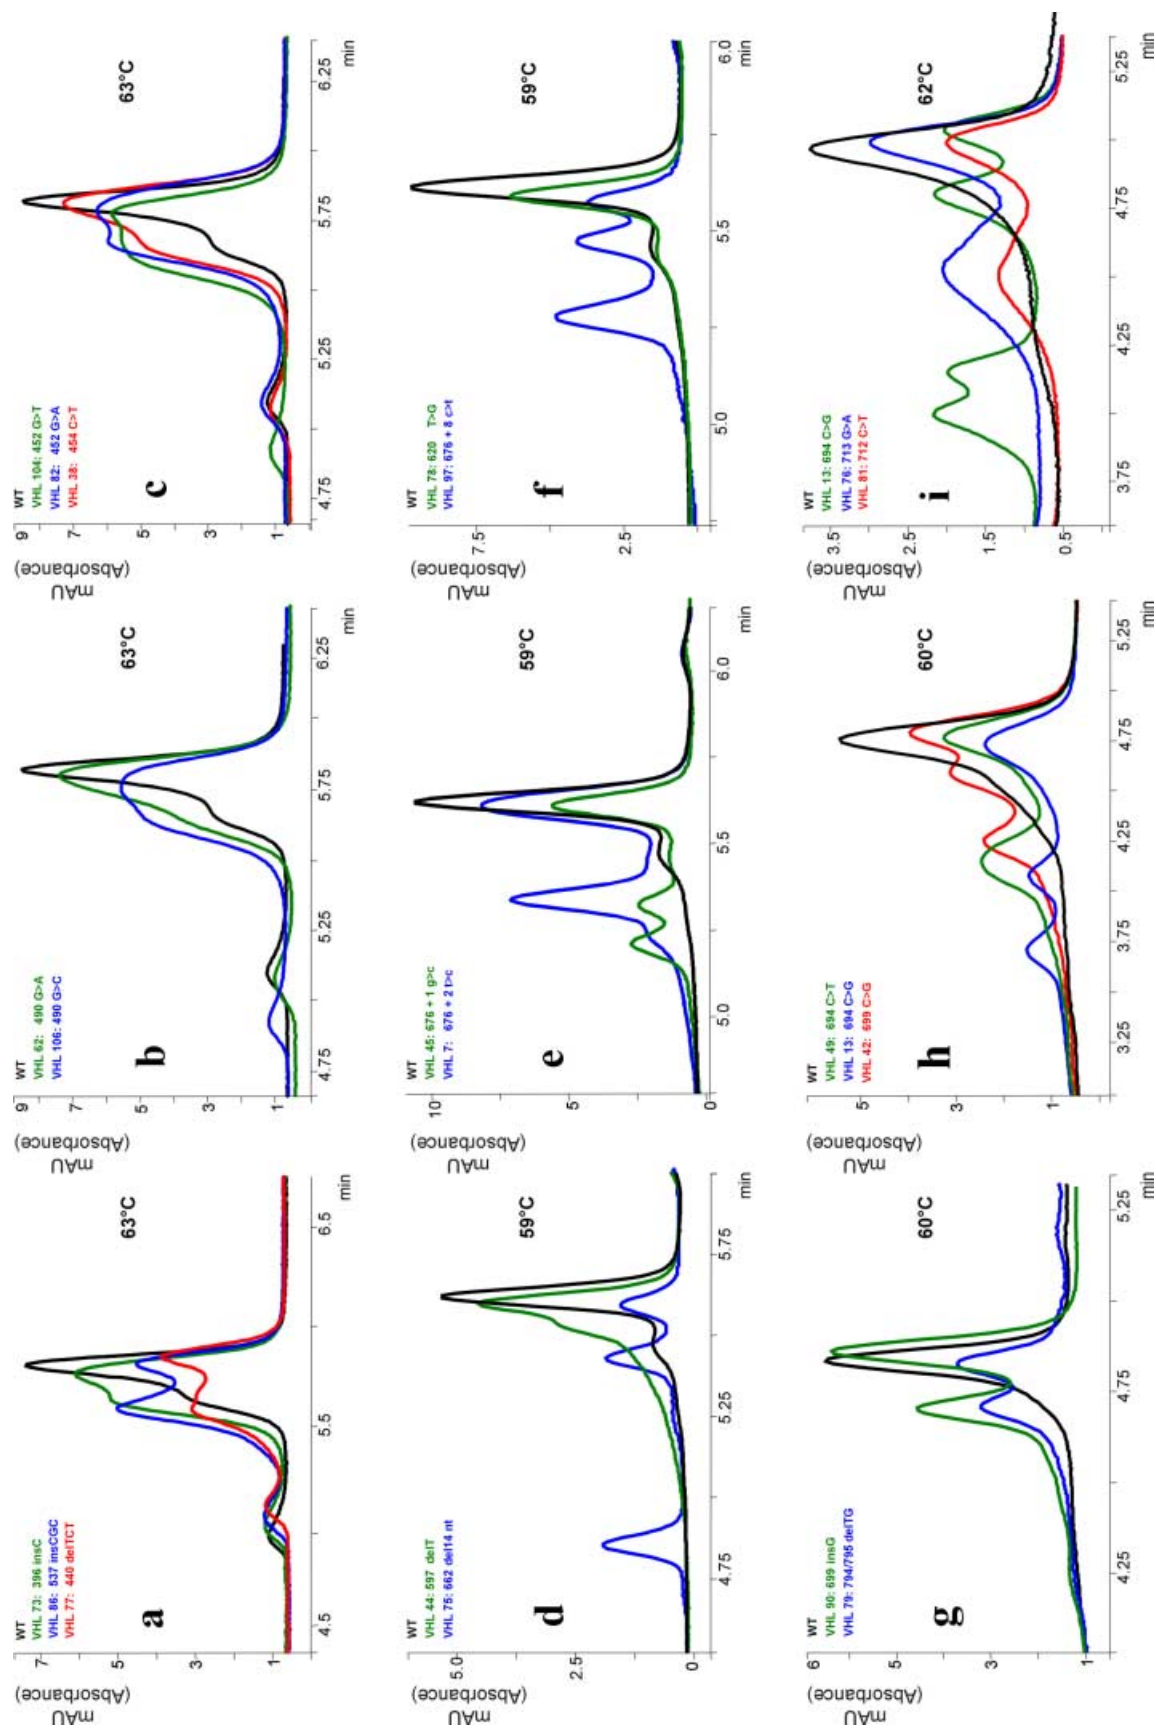 mAU
(Absorbance)
7
5
3
1
WT
VHL 73: 396 insC
VHL 86: 537 insCGC
VHL 77: 440 delTCT
a
63°C
4.5
5.5
6.5
min
mAU
(Absorbance)
9
7
5
3
1
WT
VHL 62: 490 G>A
VHL 106: 490 G>C
b
63°C
4.75
5.25
5.75
6.25
min
mAU
(Absorbance)
9
7
5
3
1
WT
VHL 104: 452 G>T
VHL 82: 452 G>A
VHL 38: 454 C>T
c
63°C
4.75
5.25
5.75
6.25
min
mAU
(Absorbance)
5.0
2.5
0
WT
VHL 44: 597 delT
VHL 75: 662 del14 nt
d
59°C
4.75
5.25
5.75
min
mAU
(Absorbance)
10
5
0
WT
VHL 45: 676 + 1 g>c
VHL 7: 676 + 2 t>c
e
59°C
5.0
5.5
6.0
min
mAU
(Absorbance)
7.5
2.5
WT
VHL 78: 620 T>G
VHL 97: 676 + 8 c>t
f
59°C
5.0
5.5
6.0
min
mAU
(Absorbance)
6
5
3
1
WT
VHL 90: 699 insG
VHL 79: 794/795 delTG
g
60°C
4.25
4.75
5.25
min
mAU
(Absorbance)
5
3
1
WT
VHL 49: 694 C>T
VHL 13: 694 C>G
VHL 42: 699 C>G
h
60°C
3.25
3.75
4.25
4.75
5.25
min
mAU
(Absorbance)
3.5
2.5
1.5
0.5
WT
VHL 13: 694 C>G
VHL 76: 713 G>A
VHL 81: 712 C>T
i
62°C
3.75
4.25
4.75
5.25
min